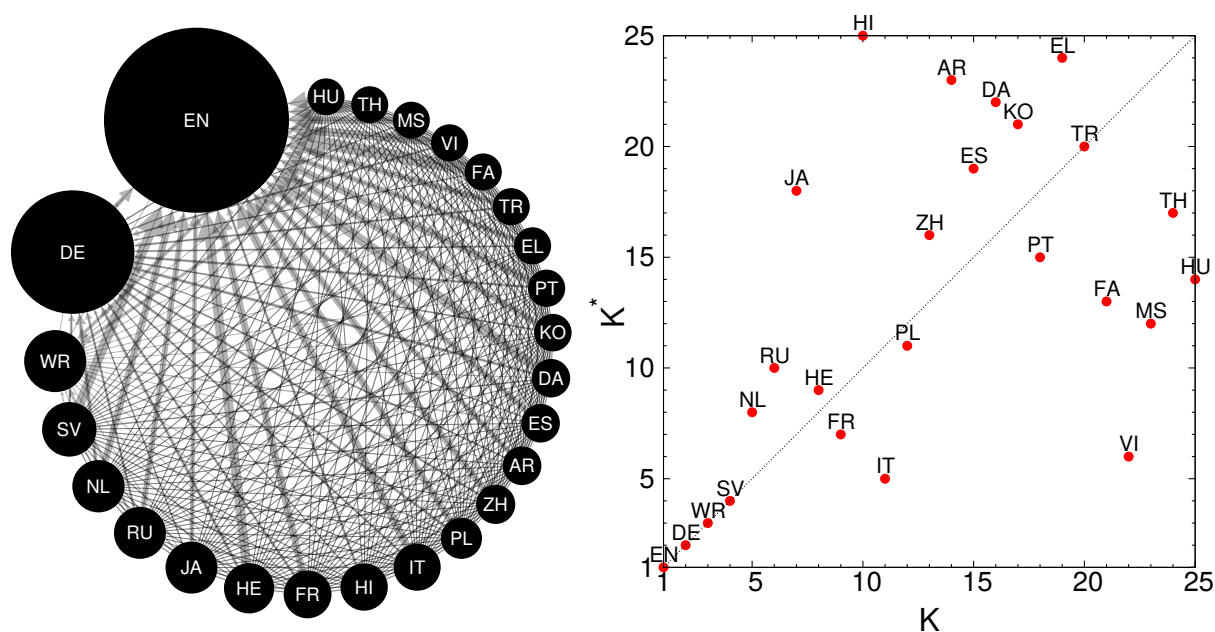 EN
HU
TH
MS
VI
FA
TR
EL
PT
KO
DA
ES
AR
ZH
PL
IT
HI
FR
HE
JA
RU
NL
SV
WR
DE
K*
25
20
15
10
5
1
HI
EL
AR
DA
KO
TR
ES
JA
TH
ZH
PT
HU
FA
MS
PL
RU
HE
NL
FR
VI
IT
SV
WR
DE
EN
1 5 10 15 20 25
K